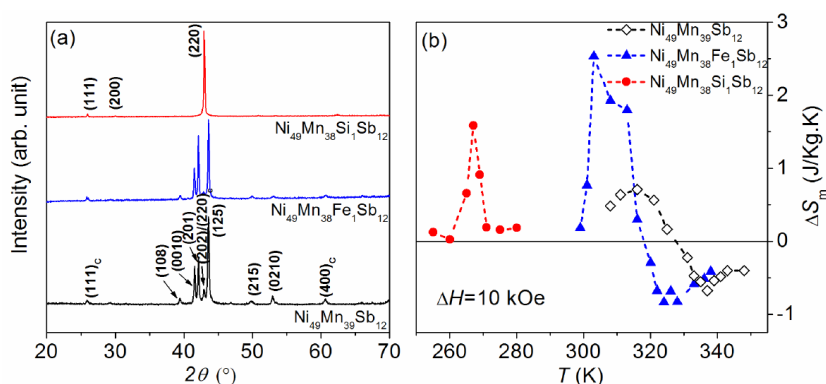 (a)
(220)
(111)
(200)
Ni49Mn38Si1Sb12
Ni49Mn38Fe1Sb12
(111)C
(108)
(0010)
(201)
(202)/(220)
(125)
(215)
(0210)
(400)C
Ni49Mn39Sb12
Intensity (arb. unit)
20 30 40 50 60 70
2θ (°)
(b)
Ni49Mn39Sb12
Ni49Mn38Fe1Sb12
Ni49Mn38Si1Sb12
ΔH=10 kOe
3
2
1
0
-1
ΔSm (J/Kg.K)
260 280 300 320 340
T (K)